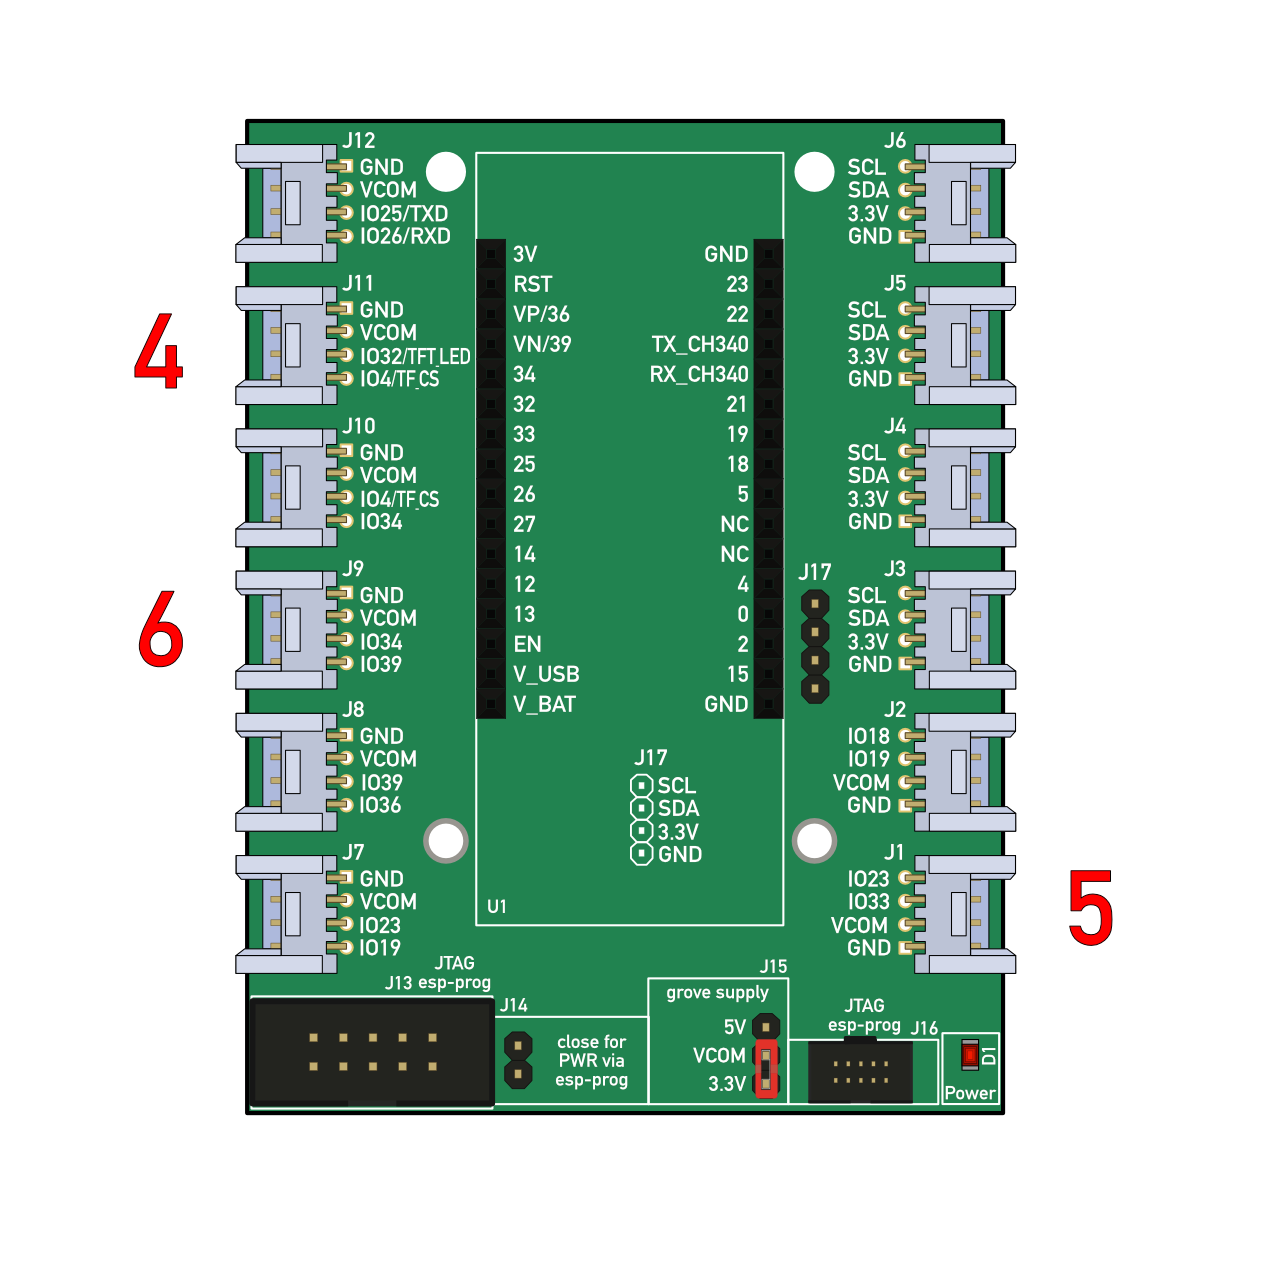 J12
GND
VCOM
IO25/TXD
IO26/RXD
J11
GND
VCOM
IO32/TFT_LED
IO4/TF_CS
4
J10
GND
VCOM
IO4/TF_CS
IO34
J9
GND
VCOM
IO34
IO39
6
J8
GND
VCOM
IO39
IO36
J7
GND
VCOM
IO23
IO19
3V
RST
VP/36
VN/39
34
32
33
25
26
27
14
12
13
EN
V_USB
V_BAT
GND
23
22
TX_CH340
RX_CH340
21
19
18
5
NC
NC
4
0
2
15
GND
J17
J17
SCL
SDA
3.3V
GND
U1
J6
SCL
SDA
3.3V
GND
J5
SCL
SDA
3.3V
GND
J4
SCL
SDA
3.3V
GND
J3
SCL
SDA
3.3V
GND
J2
IO18
IO19
VCOM
GND
J1
IO23
IO33
VCOM
GND
5
JTAG
J13 esp-prog
J14
close for
PWR via
esp-prog
J15
grove supply
5V
VCOM
3.3V
JTAG
esp-prog
J16
D1
Power